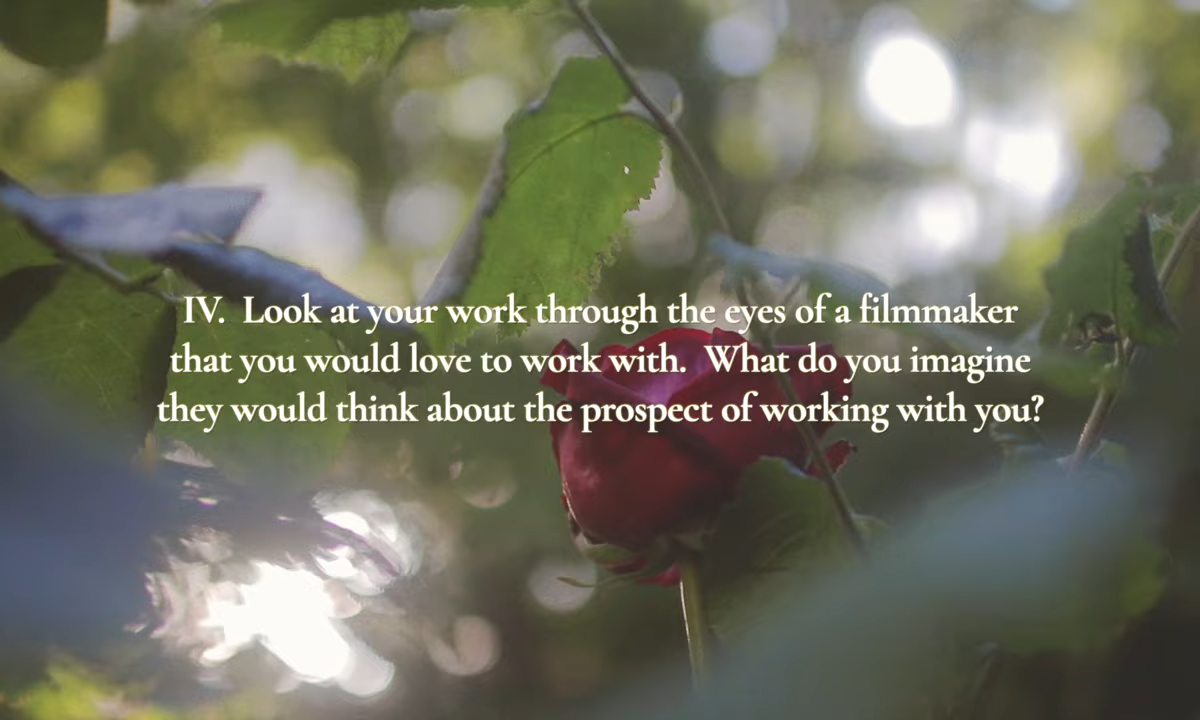 IV.  Look at your work through the eyes of a filmmaker
that you would love to work with.  What do you imagine
they would think about the prospect of working with you?